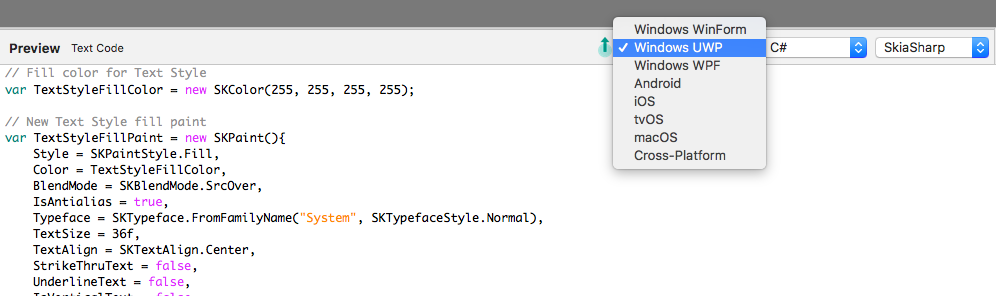 Windows WinForm
Preview Text Code ✓ Windows UWP C# SkiaSharp
Windows WPF
Android
iOS
tvOS
macOS
Cross-Platform
// Fill color for Text Style
var TextStyleFillColor = new SKColor(255, 255, 255, 255);
// New Text Style fill paint
var TextStyleFillPaint = new SKPaint(){
Style = SKPaintStyle.Fill,
Color = TextStyleFillColor,
BlendMode = SKBlendMode.SrcOver,
IsAntialias = true,
Typeface = SKTypeface.FromFamilyName("System", SKTypefaceStyle.Normal),
TextSize = 36f,
TextAlign = SKTextAlign.Center,
StrikeThruText = false,
UnderlineText = false,
IsVerticalText = false